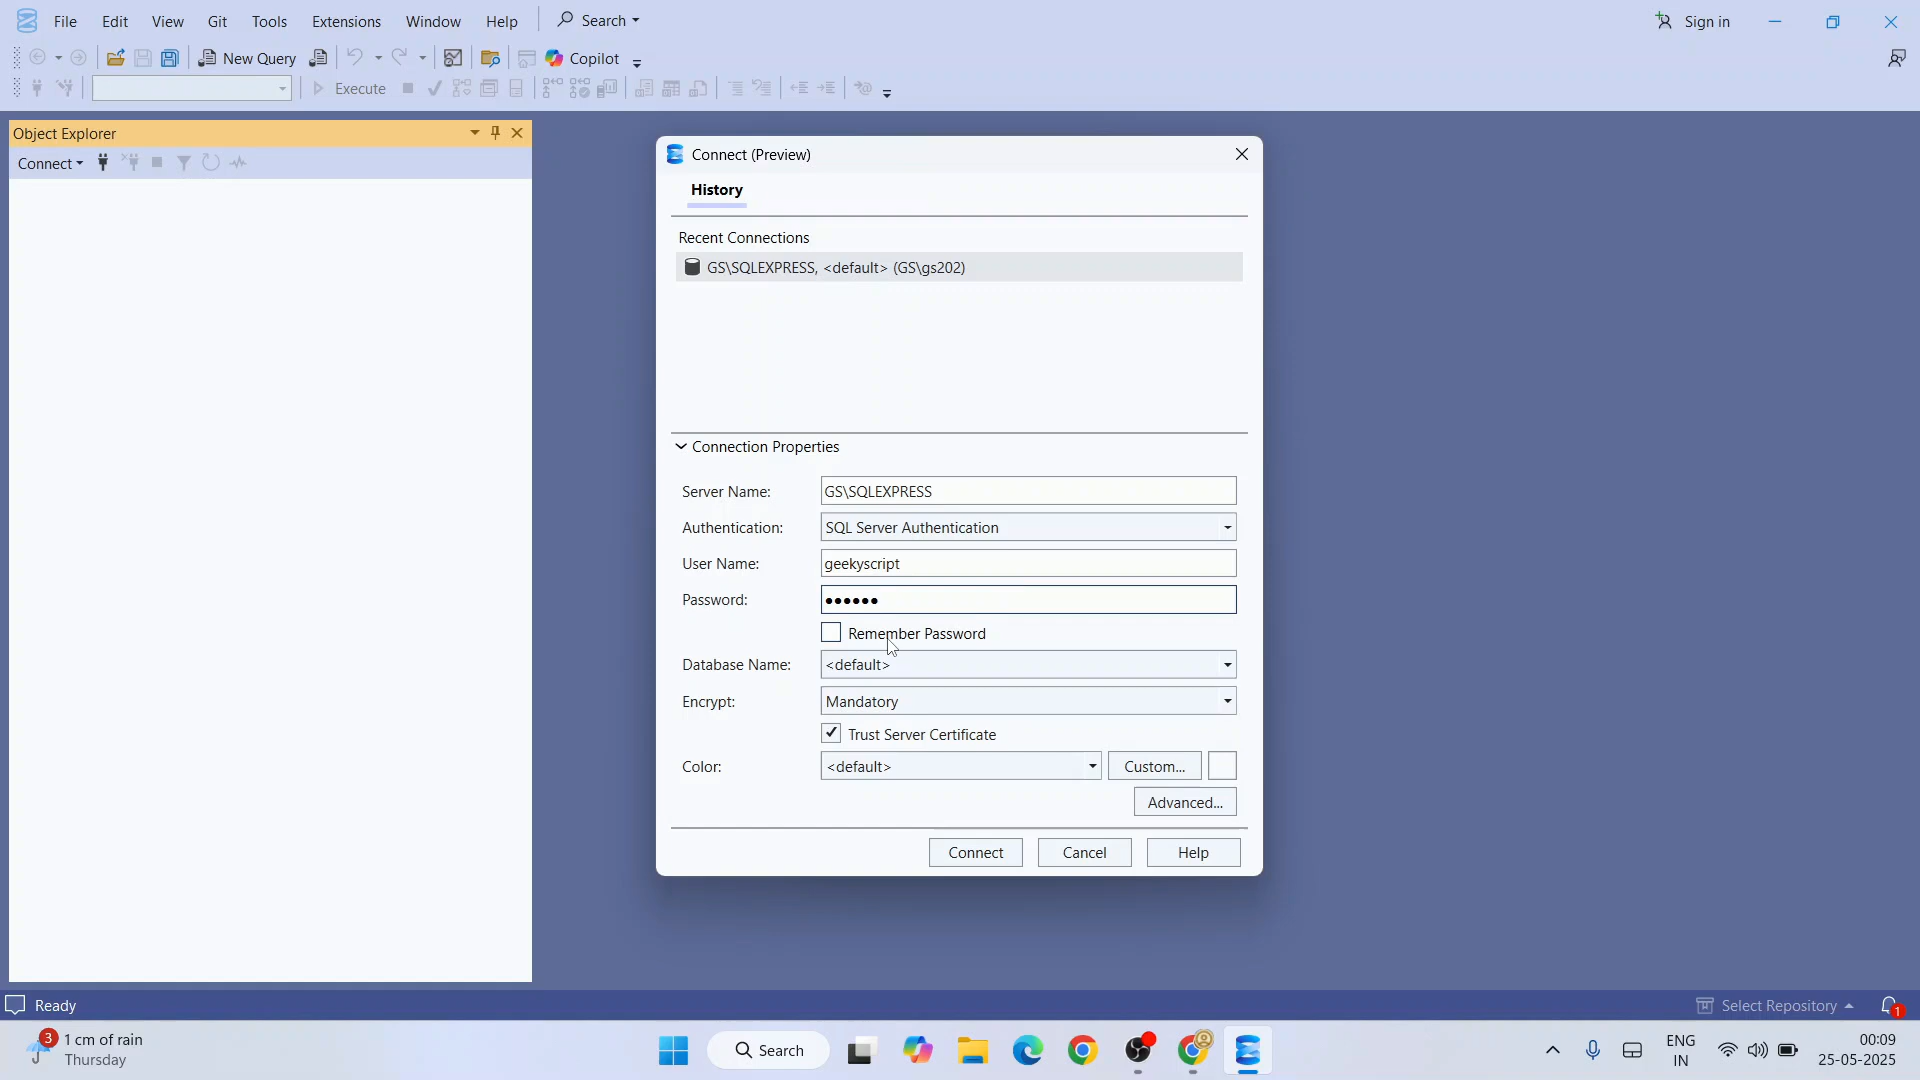 File Edit View Git Tools Extensions Window Help Search Sign in
New Query Copilot
Execute
Object Explorer
Connect
Connect (Preview)
History
Recent Connections
GS\SQLEXPRESS, <default> (GS\gs202)
Connection Properties
Server Name: GS\SQLEXPRESS
Authentication: SQL Server Authentication
User Name: geekyscript
Password: ••••••
Remember Password
Database Name: <default>
Encrypt: Mandatory
Trust Server Certificate
Color: <default> Custom...
Advanced...
Connect Cancel Help
Ready Select Repository 1
3 1 cm of rain
Thursday
Search
ENG
IN
00:09
25-05-2025